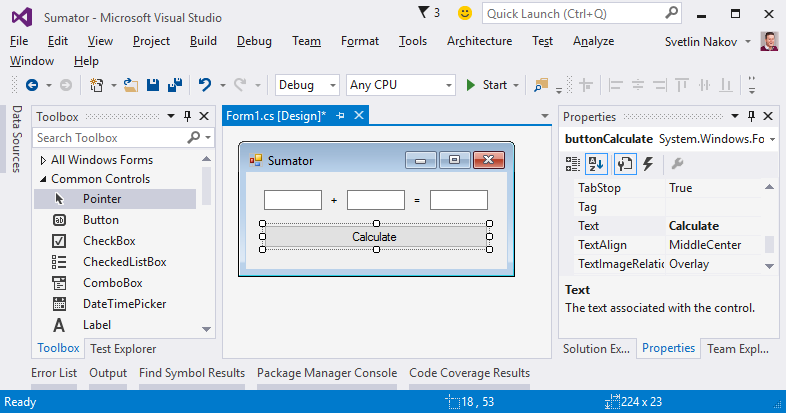 Sumator - Microsoft Visual Studio
3
Quick Launch (Ctrl+Q)
File Edit View Project Build Debug Team Format Tools Architecture Test Analyze Svetlin Nakov
Window Help
Debug Any CPU Start
Data Sources
Toolbox
Search Toolbox
All Windows Forms
Common Controls
Pointer
Button
CheckBox
CheckedListBox
ComboBox
DateTimePicker
Label
Toolbox Test Explorer
Form1.cs [Design]*
Sumator
+ =
Calculate
Properties
buttonCalculate System.Windows.Fo
TabStop True
Tag
Text Calculate
TextAlign MiddleCenter
TextImageRelatio Overlay
Text
The text associated with the control.
Solution Ex... Properties Team Expl...
Error List Output Find Symbol Results Package Manager Console Code Coverage Results
Ready 18 , 53 224 x 23